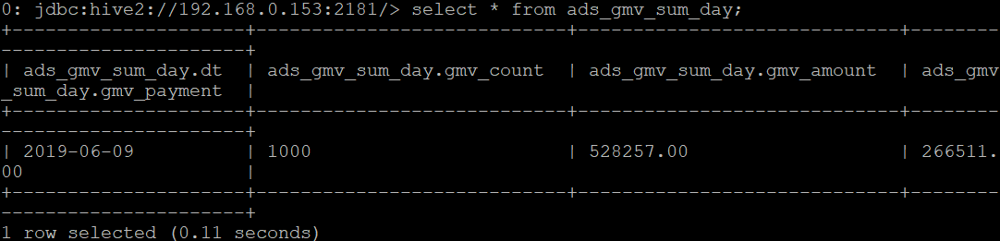 0: jdbc:hive2://192.168.0.153:2181/> select * from ads_gmv_sum_day;
+---------------------+----------------------------+-----------------------------+--------
----------------------+
| ads_gmv_sum_day.dt  | ads_gmv_sum_day.gmv_count  | ads_gmv_sum_day.gmv_amount  | ads_gmv
_sum_day.gmv_payment  |
+---------------------+----------------------------+-----------------------------+--------
----------------------+
| 2019-06-09          | 1000                       | 528257.00                   | 266511.
00                    |
+---------------------+----------------------------+-----------------------------+--------
----------------------+
1 row selected (0.11 seconds)